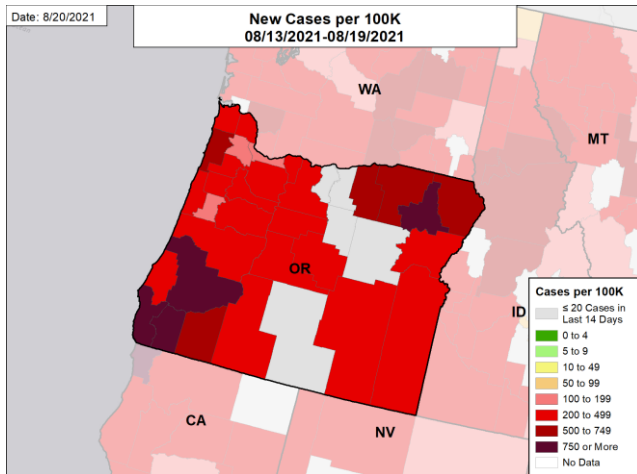 Date: 8/20/2021
New Cases per 100K
08/13/2021-08/19/2021
WA
MT
OR
ID
CA
NV
Cases per 100K
≤ 20 Cases in
Last 14 Days
0 to 4
5 to 9
10 to 49
50 to 99
100 to 199
200 to 499
500 to 749
750 or More
No Data